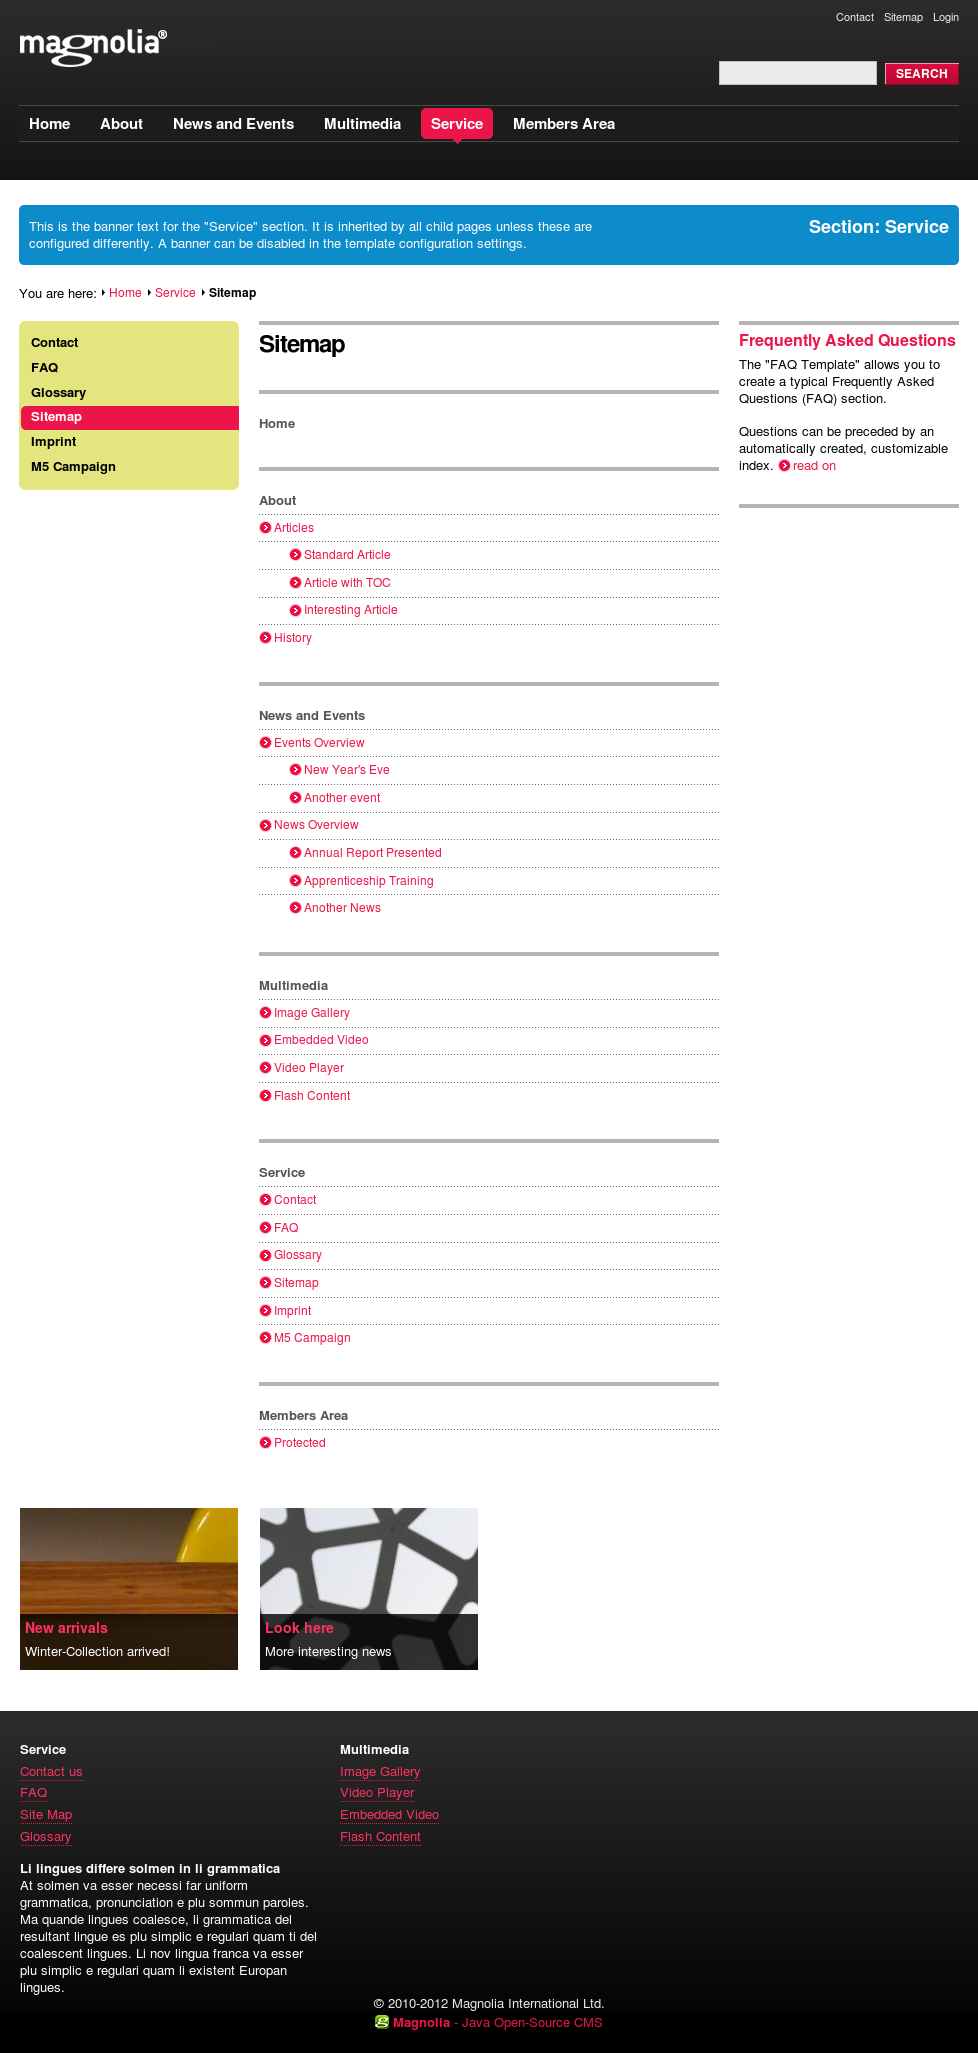 Contact Sitemap Login
magnolia®
SEARCH
Home About News and Events Multimedia Service Members Area
This is the banner text for the "Service" section. It is inherited by all child pages unless these are
configured differently. A banner can be disabled in the template configuration settings.
Section: Service
You are here: Home Service Sitemap
Contact
FAQ
Glossary
Sitemap
Imprint
M5 Campaign
Sitemap
Home
About
Articles
Standard Article
Article with TOC
Interesting Article
History
News and Events
Events Overview
New Year's Eve
Another event
News Overview
Annual Report Presented
Apprenticeship Training
Another News
Multimedia
Image Gallery
Embedded Video
Video Player
Flash Content
Service
Contact
FAQ
Glossary
Sitemap
Imprint
M5 Campaign
Members Area
Protected
Frequently Asked Questions
The "FAQ Template" allows you to
create a typical Frequently Asked
Questions (FAQ) section.
Questions can be preceded by an
automatically created, customizable
index. read on
New arrivals
Winter-Collection arrived!
Look here
More interesting news
Service
Contact us
FAQ
Site Map
Glossary
Multimedia
Image Gallery
Video Player
Embedded Video
Flash Content
Li lingues differe solmen in li grammatica
At solmen va esser necessi far uniform
grammatica, pronunciation e plu sommun paroles.
Ma quande lingues coalesce, li grammatica del
resultant lingue es plu simplic e regulari quam ti del
coalescent lingues. Li nov lingua franca va esser
plu simplic e regulari quam li existent Europan
lingues.
© 2010-2012 Magnolia International Ltd.
Magnolia - Java Open-Source CMS